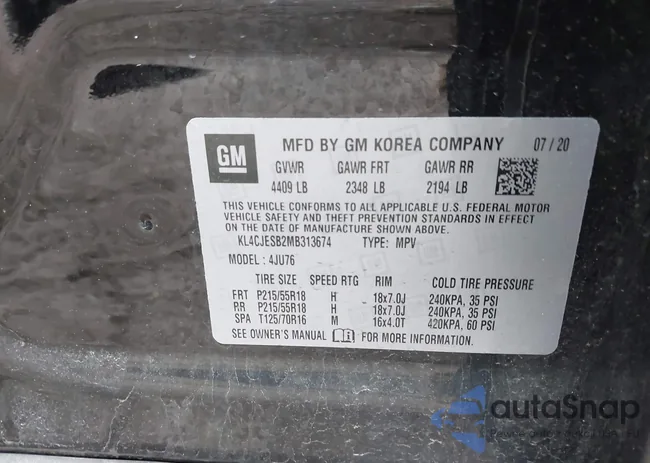 GM
MFD BY GM KOREA COMPANY 07/20
GVWR GAWR FRT GAWR RR
4409 LB 2348 LB 2194 LB
THIS VEHICLE CONFORMS TO ALL APPLICABLE U.S. FEDERAL MOTOR
VEHICLE SAFETY AND THEFT PREVENTION STANDARDS IN EFFECT
ON THE DATE OF MANUFACTURE SHOWN ABOVE.
KL4CJESB2MB313674 TYPE: MPV
MODEL: 4JU76
TIRE SIZE SPEED RTG RIM COLD TIRE PRESSURE
FRT P215/55R18 H 18x7.0J 240KPA, 35 PSI
RR P215/55R18 H 18x7.0J 240KPA, 35 PSI
SPA T125/70R16 M 16x4.0T 420KPA, 60 PSI
SEE OWNER'S MANUAL FOR MORE INFORMATION.
autoSnap
Powered by Ridesafely 4U